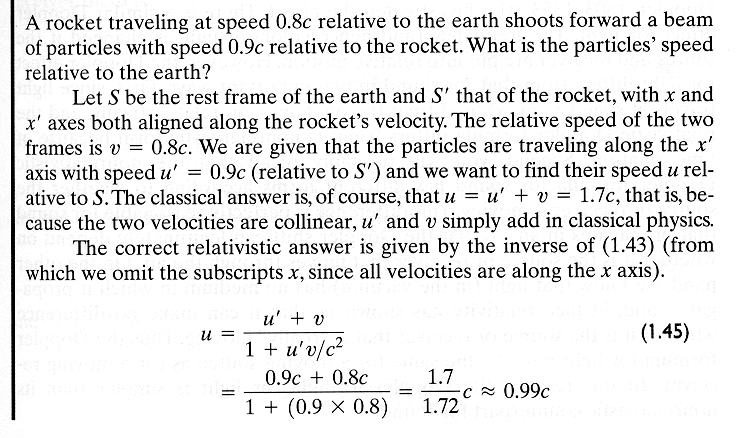 A rocket traveling at speed 0.8c relative to the earth shoots forward a beam
of particles with speed 0.9c relative to the rocket. What is the particles' speed
relative to the earth?
Let S be the rest frame of the earth and S' that of the rocket, with x and
x' axes both aligned along the rocket's velocity. The relative speed of the two
frames is v = 0.8c. We are given that the particles are traveling along the x'
axis with speed u' = 0.9c (relative to S') and we want to find their speed u rel-
ative to S. The classical answer is, of course, that u = u' + v = 1.7c, that is, be-
cause the two velocities are collinear, u' and v simply add in classical physics.
The correct relativistic answer is given by the inverse of (1.43) (from
which we omit the subscripts x, since all velocities are along the x axis).
u = (u' + v) / (1 + u'v/c²) (1.45)
= (0.9c + 0.8c) / (1 + (0.9 × 0.8)) = 1.7/1.72 c ≈ 0.99c